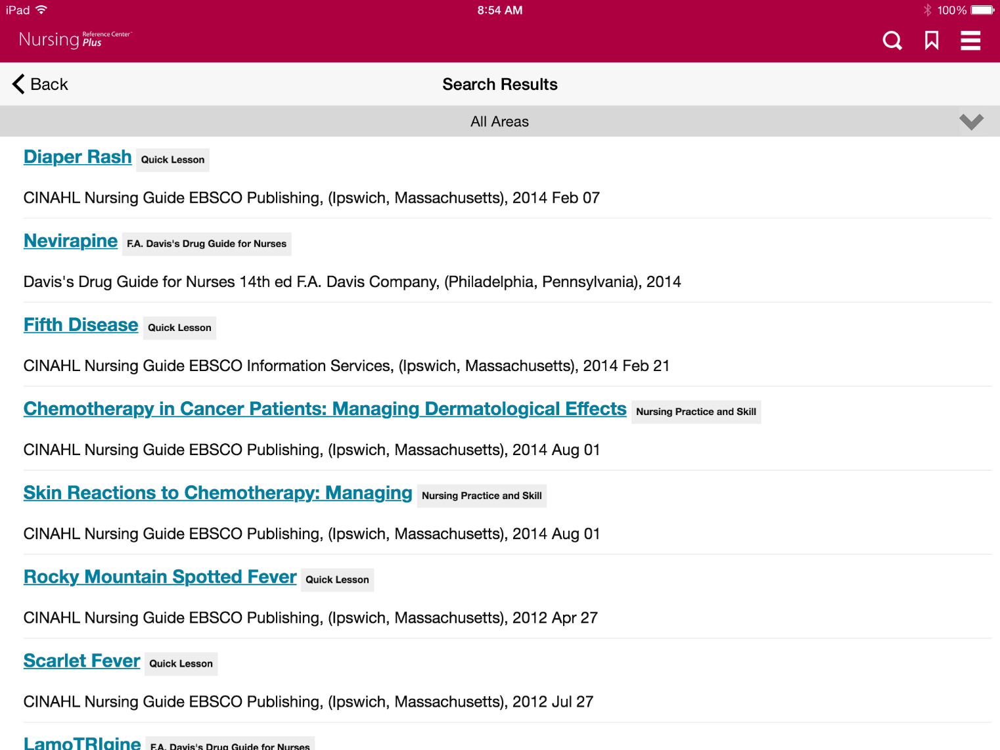 iPad 8:54 AM 100%
Nursing Reference Center™
Plus
Back Search Results
All Areas
Diaper Rash Quick Lesson
CINAHL Nursing Guide EBSCO Publishing, (Ipswich, Massachusetts), 2014 Feb 07
Nevirapine F.A. Davis's Drug Guide for Nurses
Davis's Drug Guide for Nurses 14th ed F.A. Davis Company, (Philadelphia, Pennsylvania), 2014
Fifth Disease Quick Lesson
CINAHL Nursing Guide EBSCO Information Services, (Ipswich, Massachusetts), 2014 Feb 21
Chemotherapy in Cancer Patients: Managing Dermatological Effects Nursing Practice and Skill
CINAHL Nursing Guide EBSCO Publishing, (Ipswich, Massachusetts), 2014 Aug 01
Skin Reactions to Chemotherapy: Managing Nursing Practice and Skill
CINAHL Nursing Guide EBSCO Publishing, (Ipswich, Massachusetts), 2014 Aug 01
Rocky Mountain Spotted Fever Quick Lesson
CINAHL Nursing Guide EBSCO Publishing, (Ipswich, Massachusetts), 2012 Apr 27
Scarlet Fever Quick Lesson
CINAHL Nursing Guide EBSCO Publishing, (Ipswich, Massachusetts), 2012 Jul 27
LamoTRIgine F.A. Davis's Drug Guide for Nurses